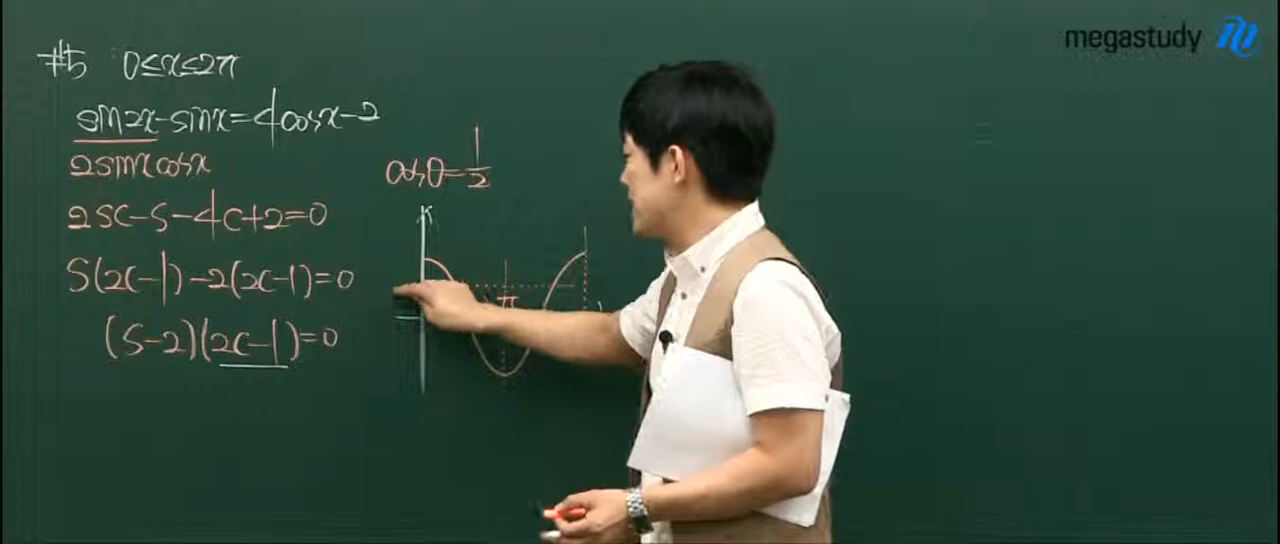 #5 0≤x≤2π
sin2x-sinx=4cosx-2
2sinxcosx
2sc-s-4c+2=0
s(2c-1)-2(2c-1)=0
(s-2)(2c-1)=0
cosθ=1/2
π
megastudy